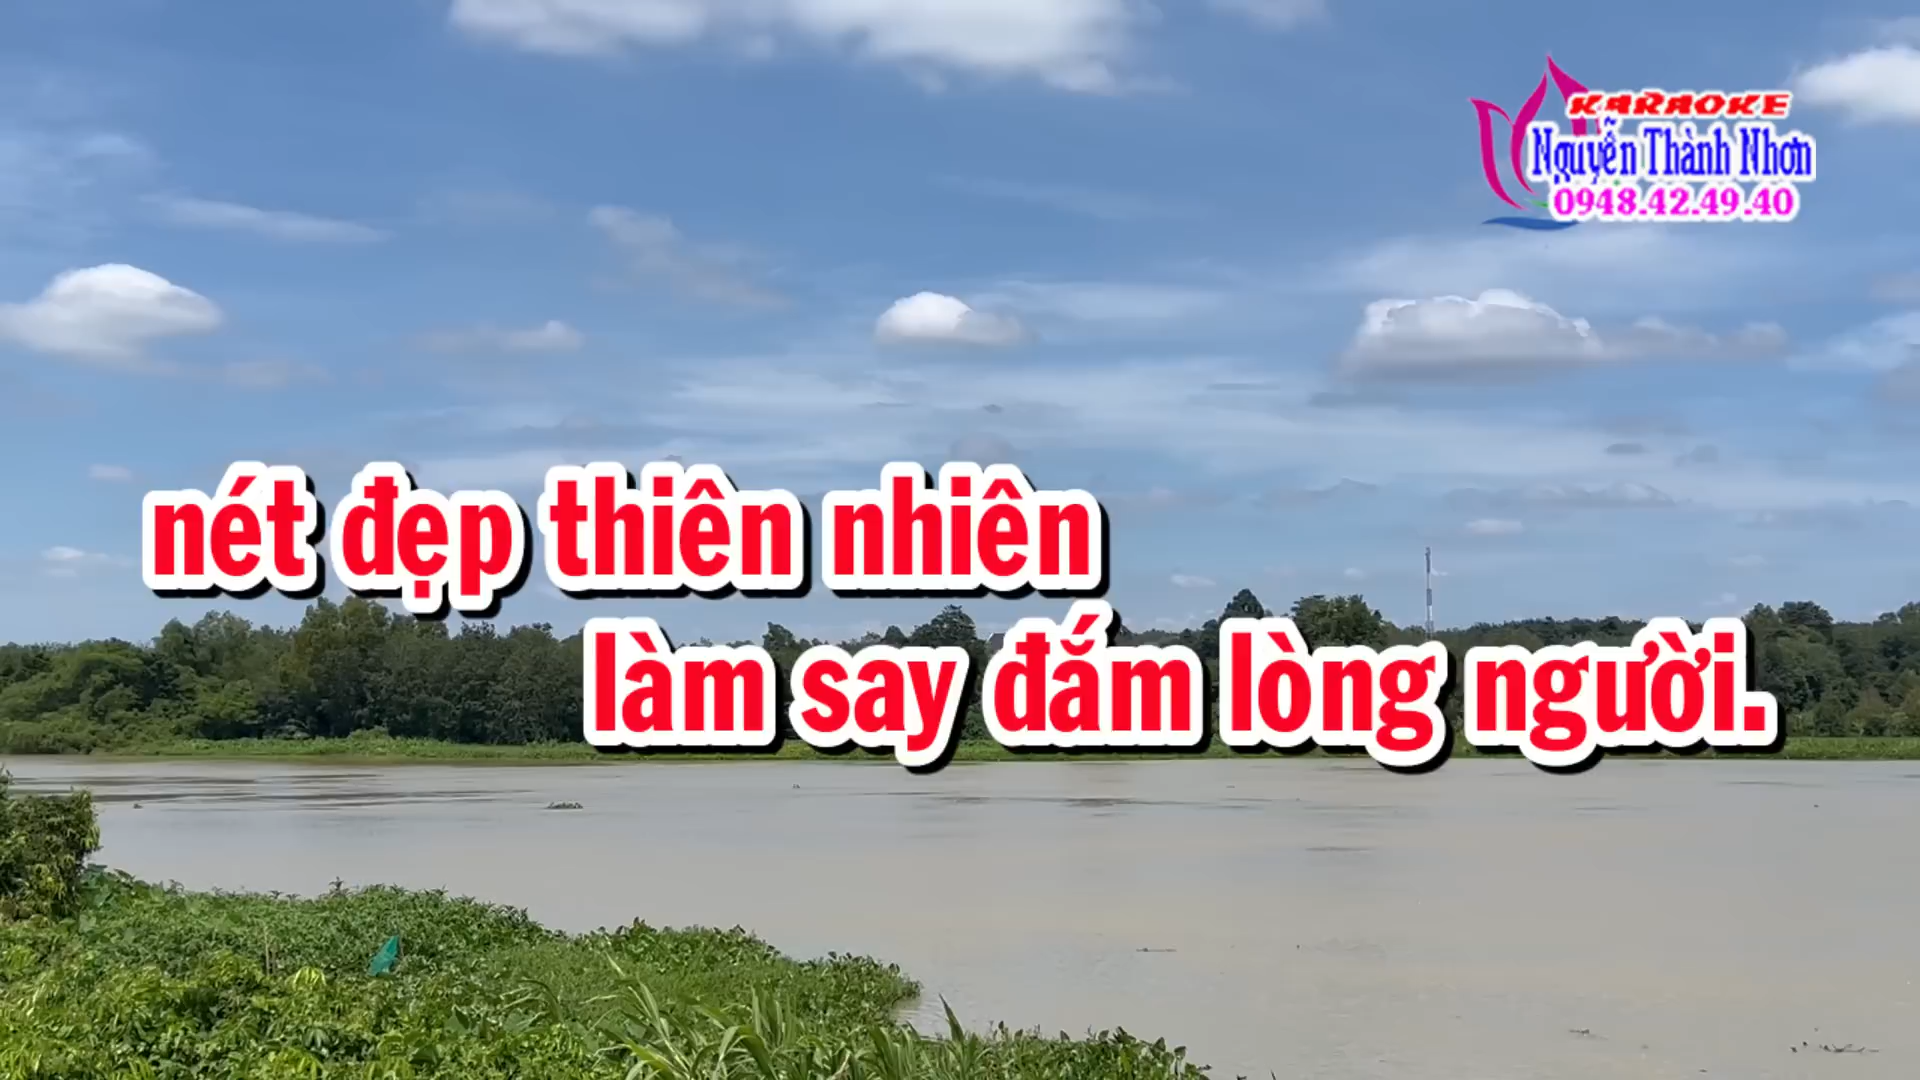 KARAOKE
Nguyễn Thành Nhơn
0948.42.49.40
nét đẹp thiên nhiên
làm say đắm lòng người.